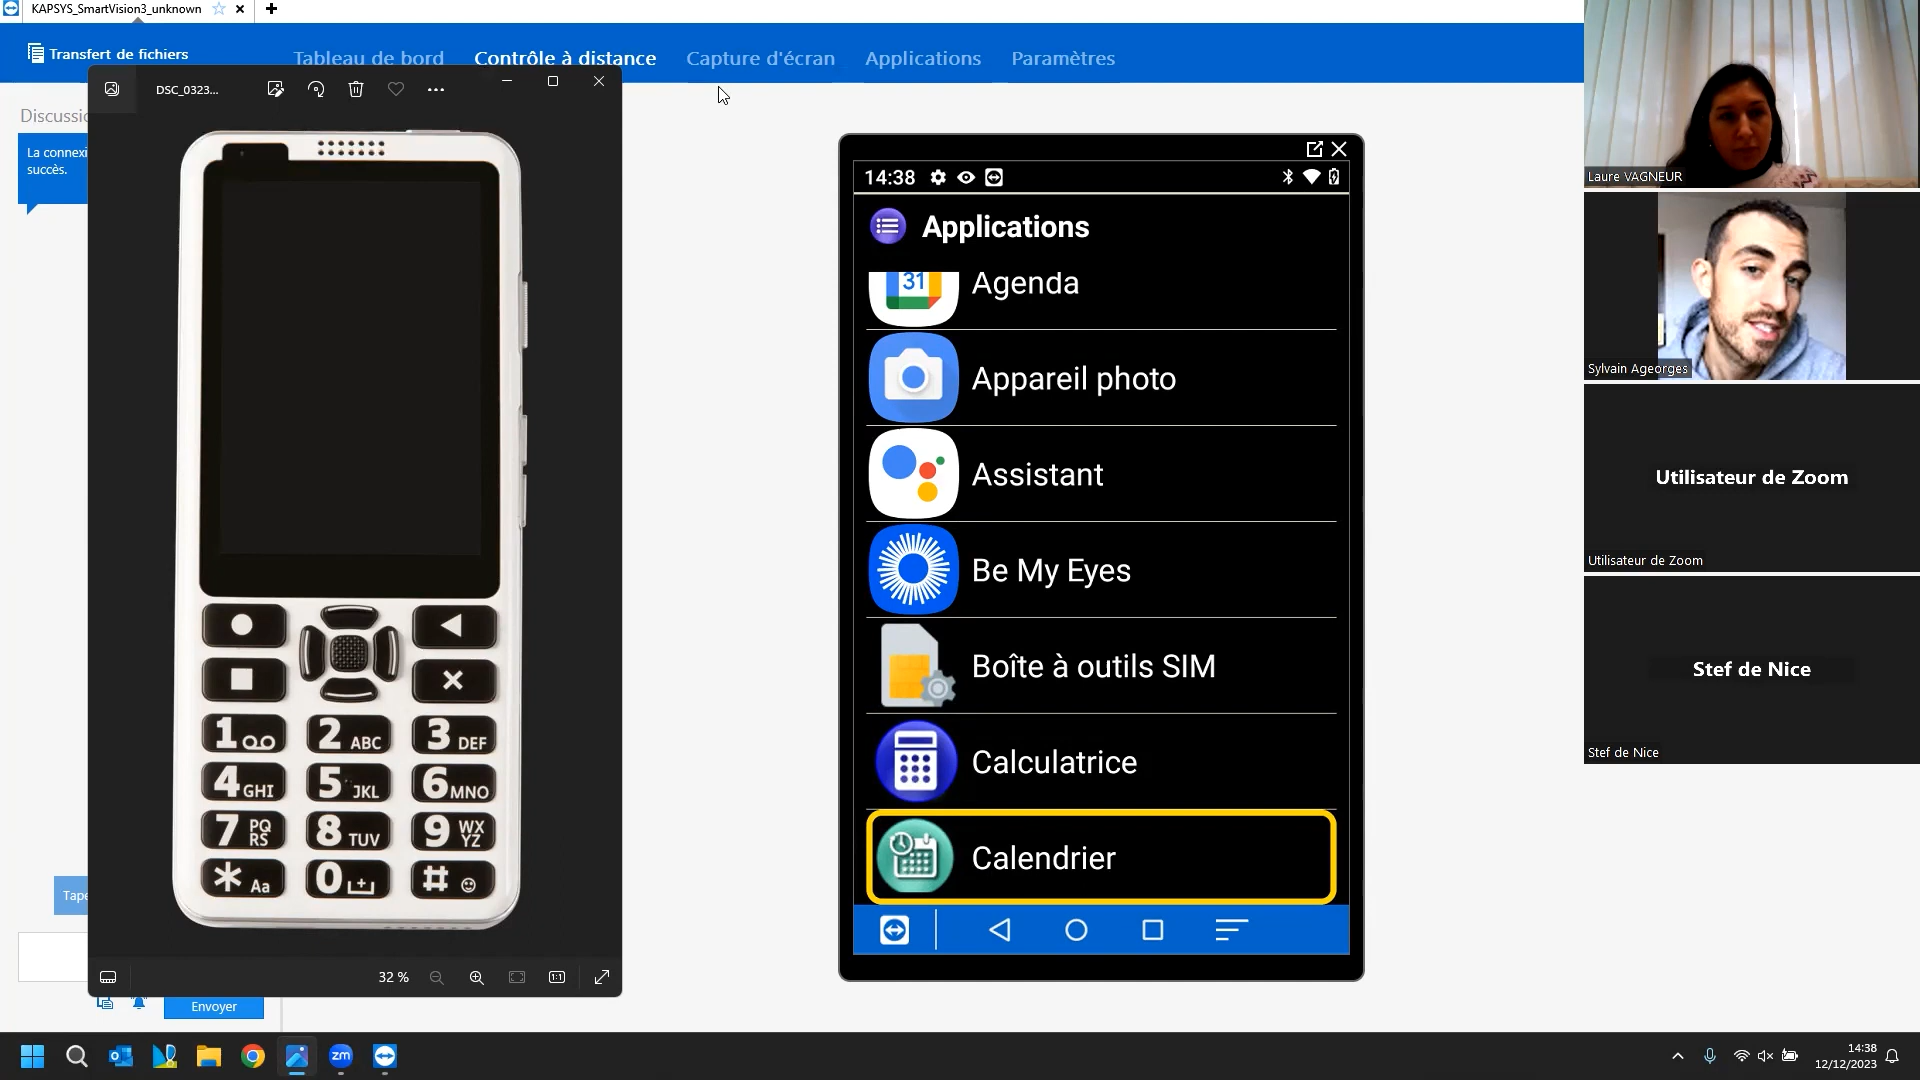 KAPSYS_SmartVision3_unknown
Transfert de fichiers
Tableau de bord
Contrôle à distance
Capture d'écran
Applications
Paramètres
Discussi
La connexi
succès.
Tape
Envoyer
DSC_0323...
1
2 ABC
3 DEF
4 GHI
5 JKL
6 MNO
7 PQ
RS
8 TUV
9 WX
YZ
* Aa
0
#
32 %
1:1
14:38
Applications
31
Agenda
Appareil photo
Assistant
Be My Eyes
Boîte à outils SIM
Calculatrice
Calendrier
Laure VAGNEUR
Sylvain Ageorges
Utilisateur de Zoom
Utilisateur de Zoom
Stef de Nice
Stef de Nice
zm
14:38
12/12/2023